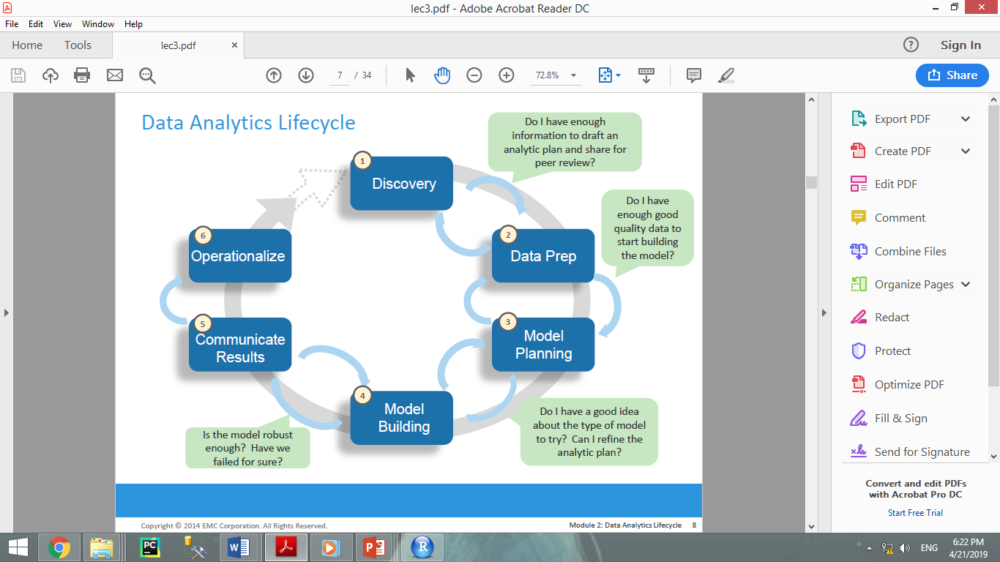 lec3.pdf - Adobe Acrobat Reader DC
File Edit View Window Help
Home Tools lec3.pdf × ? Sign In
7 / 34 72.8% Share
Data Analytics Lifecycle
Do I have enough
information to draft an
analytic plan and share for
peer review?
1
Discovery
Do I have
enough good
quality data to
start building
the model?
2
Data Prep
6
Operationalize
3
Model
Planning
5
Communicate
Results
4
Model
Building
Do I have a good idea
about the type of model
to try? Can I refine the
analytic plan?
Is the model robust
enough? Have we
failed for sure?
Copyright © 2014 EMC Corporation. All Rights Reserved.
Module 2: Data Analytics Lifecycle 8
Export PDF
Create PDF
Edit PDF
Comment
Combine Files
Organize Pages
Redact
Protect
Optimize PDF
Fill & Sign
Send for Signature
Convert and edit PDFs
with Acrobat Pro DC
Start Free Trial
PC
W
P
R
ENG
6:22 PM
4/21/2019